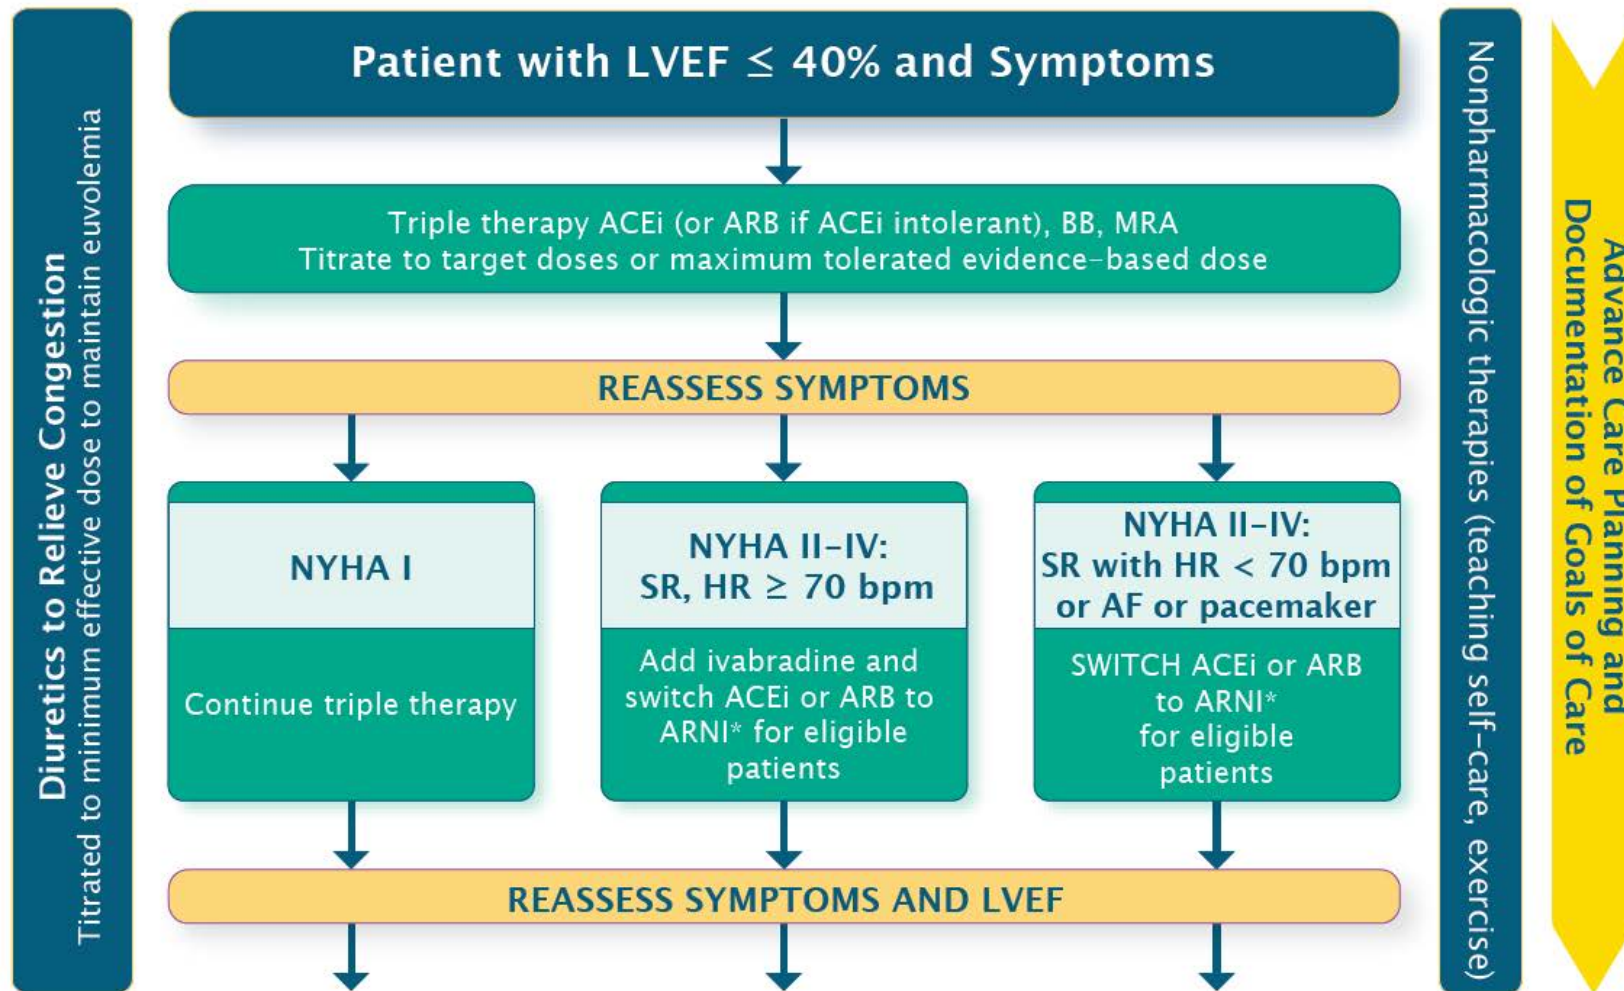 Diuretics to Relieve Congestion
Titrated to minimum effective dose to maintain euvolemia
Patient with LVEF ≤ 40% and Symptoms
Triple therapy ACEi (or ARB if ACEi intolerant), BB, MRA
Titrate to target doses or maximum tolerated evidence-based dose
REASSESS SYMPTOMS
NYHA I
Continue triple therapy
NYHA II-IV:
SR, HR ≥ 70 bpm
Add ivabradine and
switch ACEi or ARB to
ARNI* for eligible
patients
NYHA II-IV:
SR with HR < 70 bpm
or AF or pacemaker
SWITCH ACEi or ARB
to ARNI*
for eligible
patients
REASSESS SYMPTOMS AND LVEF
Nonpharmacologic therapies (teaching self-care, exercise)
Advance Care Planning and
Documentation of Goals of Care